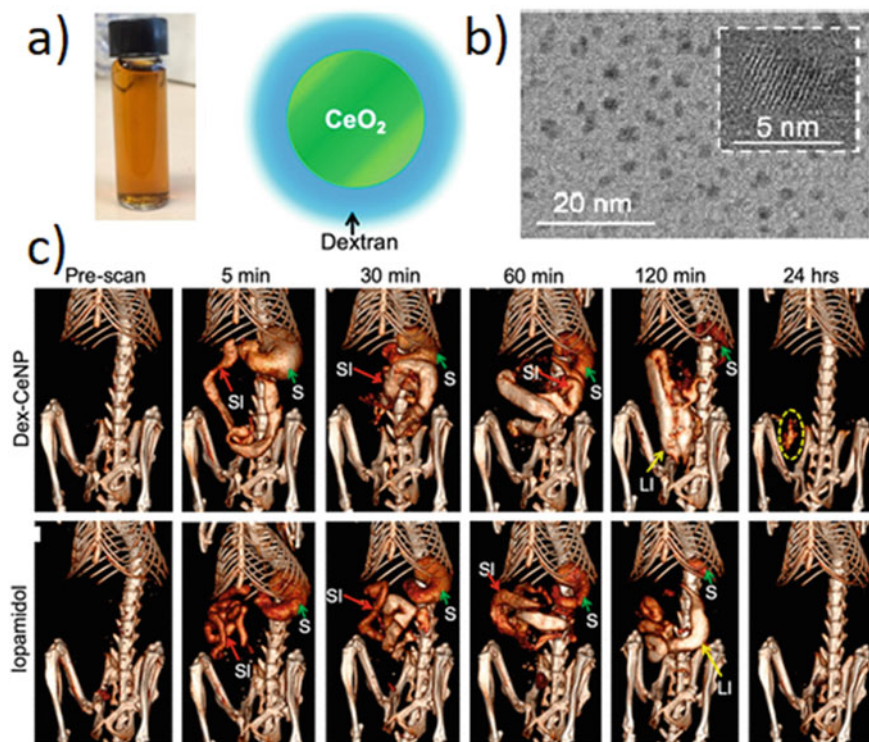 a)
CeO₂
Dextran
b)
5 nm
20 nm
c)
Pre-scan 5 min 30 min 60 min 120 min 24 hrs
Dex-CeNP
SI S SI S SI S S LI
Iopamidol
SI S SI S SI S S LI